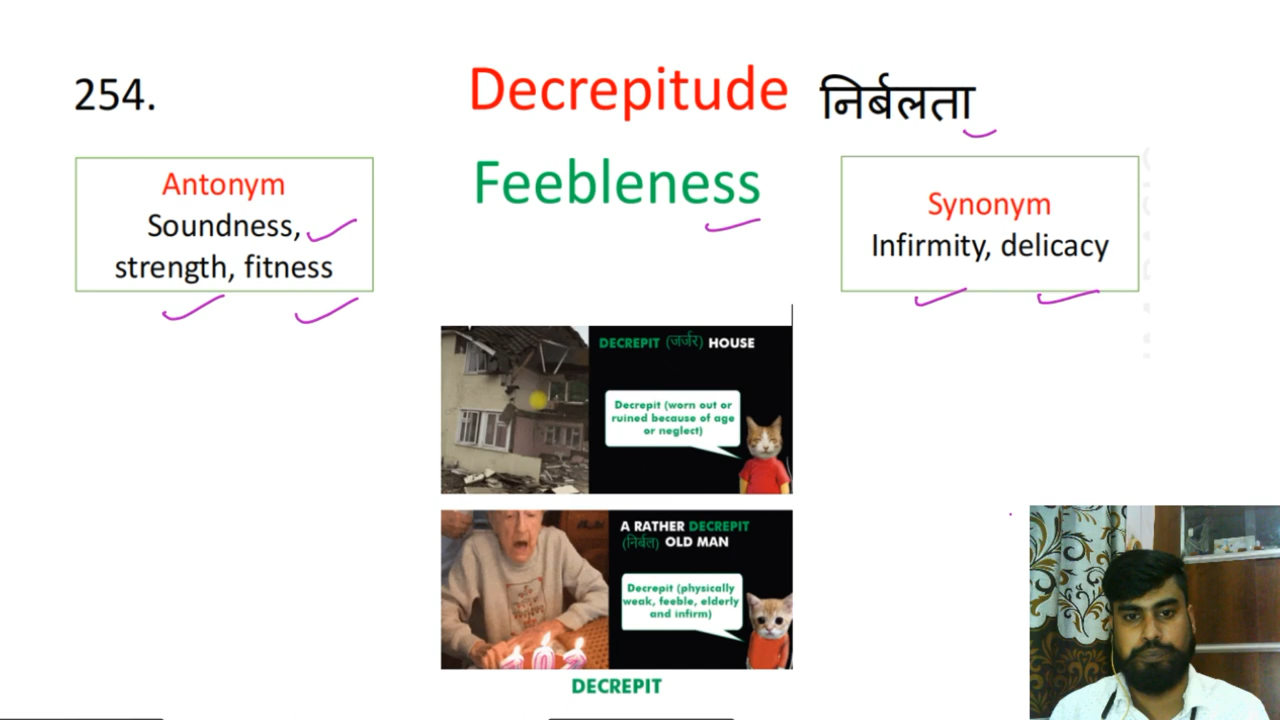 254.
Decrepitude निर्बलता
Feebleness
Antonym
Soundness,
strength, fitness
Synonym
Infirmity, delicacy
DECREPIT (जर्जर) HOUSE
Decrepit (worn out or
ruined because of age
or neglect)
A RATHER DECREPIT
(निर्बल) OLD MAN
Decrepit (physically
weak, feeble, elderly
and infirm)
DECREPIT